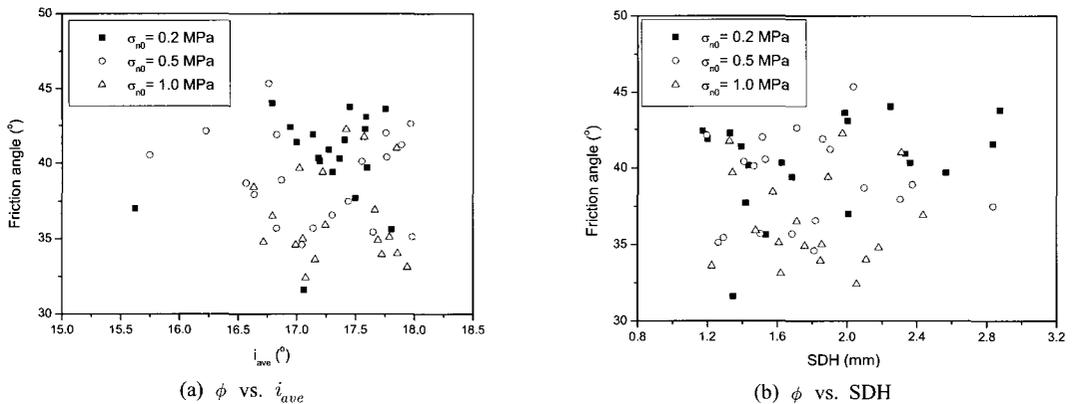 50
45
40
35
30
Friction angle (°)
σn0= 0.2 MPa
σn0= 0.5 MPa
σn0= 1.0 MPa
15.0 15.5 16.0 16.5 17.0 17.5 18.0 18.5
iave (°)
(a) φ vs. iave
50
45
40
35
30
Friction angle (°)
σn0= 0.2 MPa
σn0= 0.5 MPa
σn0= 1.0 MPa
0.8 1.2 1.6 2.0 2.4 2.8 3.2
SDH (mm)
(b) φ vs. SDH